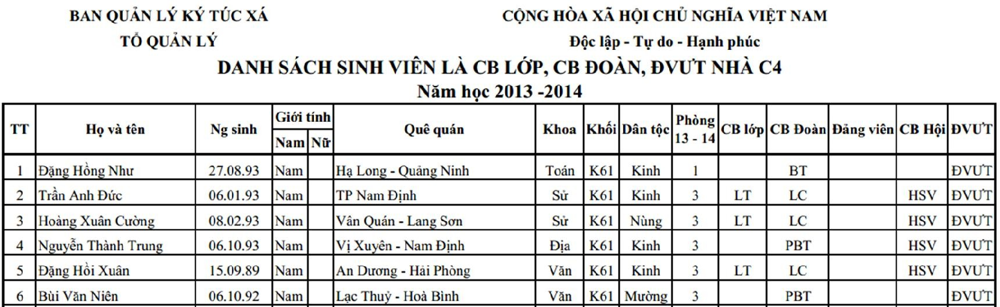 BAN QUẢN LÝ KÝ TÚC XÁ
CỘNG HÒA XÃ HỘI CHỦ NGHĨA VIỆT NAM
TỔ QUẢN LÝ
Độc lập - Tự do - Hạnh phúc
DANH SÁCH SINH VIÊN LÀ CB LỚP, CB ĐOÀN, ĐVƯT NHÀ C4
Năm học 2013 -2014
TT Họ và tên Ng sinh Giới tính Nam Nữ Quê quán Khoa Khối Dân tộc Phòng 13 - 14 CB lớp CB Đoàn Đảng viên CB Hội ĐVƯT
1 Đặng Hồng Như 27.08.93 Nam Hạ Long - Quảng Ninh Toán K61 Kinh 1 BT ĐVƯT
2 Trần Anh Đức 06.01.93 Nam TP Nam Định Sử K61 Kinh 3 LT LC HSV ĐVƯT
3 Hoàng Xuân Cường 08.02.93 Nam Vân Quán - Lang Sơn Sử K61 Nùng 3 LT LC HSV ĐVƯT
4 Nguyễn Thành Trung 06.10.93 Nam Vị Xuyên - Nam Định Địa K61 Kinh 3 PBT HSV ĐVƯT
5 Đặng Hồi Xuân 15.09.89 Nam An Dương - Hải Phòng Văn K61 Kinh 3 LT LC HSV ĐVƯT
6 Bùi Văn Niên 06.10.92 Nam Lạc Thuỷ - Hoà Bình Văn K61 Mường 3 PBT ĐVƯT